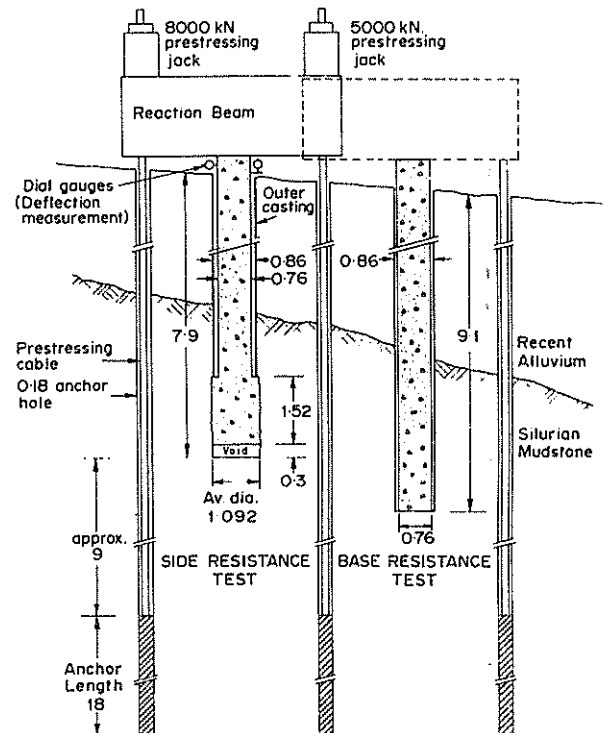 8000 kN
prestressing
jack
5000 kN,
prestressing
jack
Reaction Beam
Dial gauges
(Deflection
measurement)
Outer
casting
0·86
0·76
0·86
7·9
9·1
Prestressing
cable
0·18 anchor
hole
Recent
Alluvium
1·52
Silurian
Mudstone
Void
0·3
Av. dia.
1·092
0·76
approx.
9
SIDE RESISTANCE
TEST
BASE RESISTANCE
TEST
Anchor
Length
18